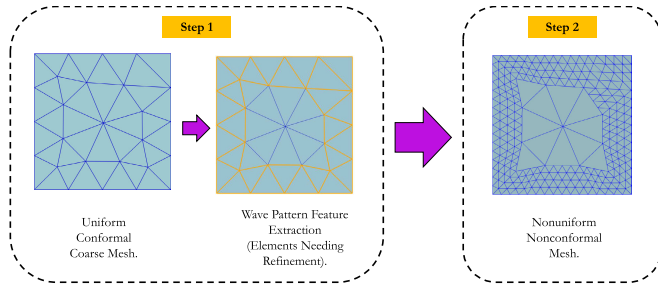 Step 1
Uniform
Conformal
Coarse Mesh.
Wave Pattern Feature
Extraction
(Elements Needing
Refinement).
Step 2
Nonuniform
Nonconformal
Mesh.